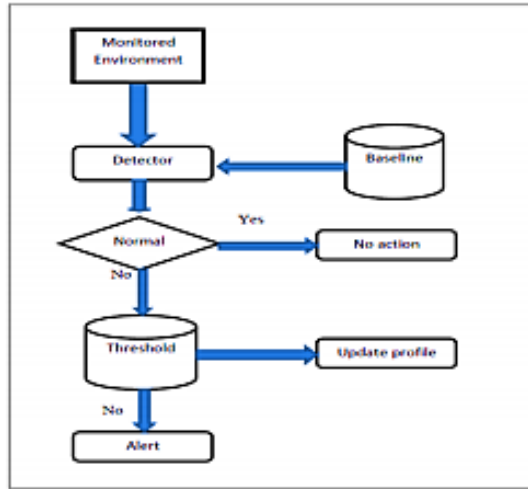 Monitored
Environment
Detector
Baseline
Yes
Normal
No action
No
Threshold
Update profile
No
Alert